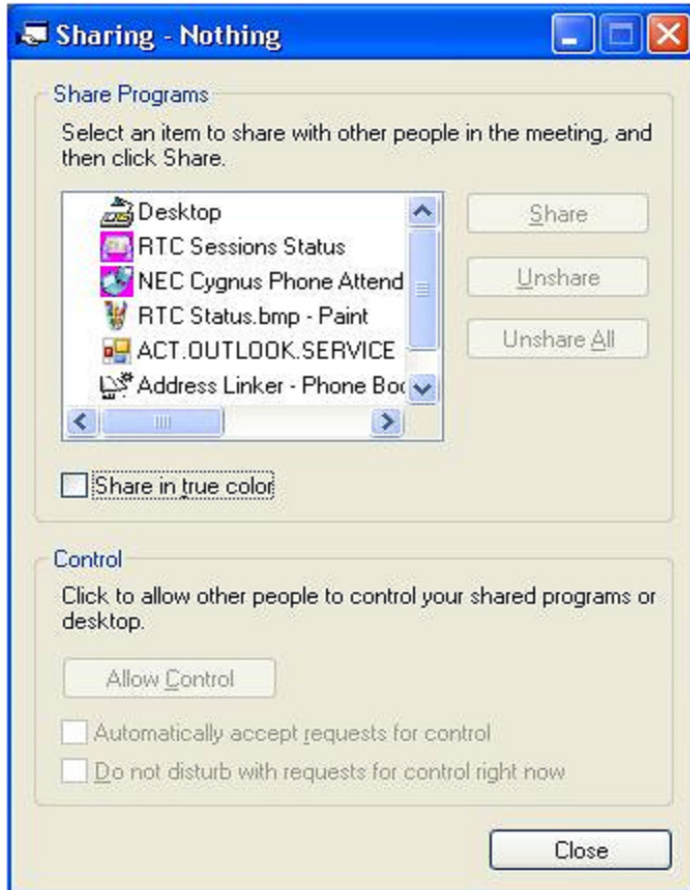 Sharing - Nothing
Share Programs
Select an item to share with other people in the meeting, and
then click Share.
Desktop
RTC Sessions Status
NEC Cygnus Phone Attend
RTC Status.bmp - Paint
ACT.OUTLOOK.SERVICE
Address Linker - Phone Boo
Share
Unshare
Unshare All
Share in true color
Control
Click to allow other people to control your shared programs or
desktop.
Allow Control
Automatically accept requests for control
Do not disturb with requests for control right now
Close